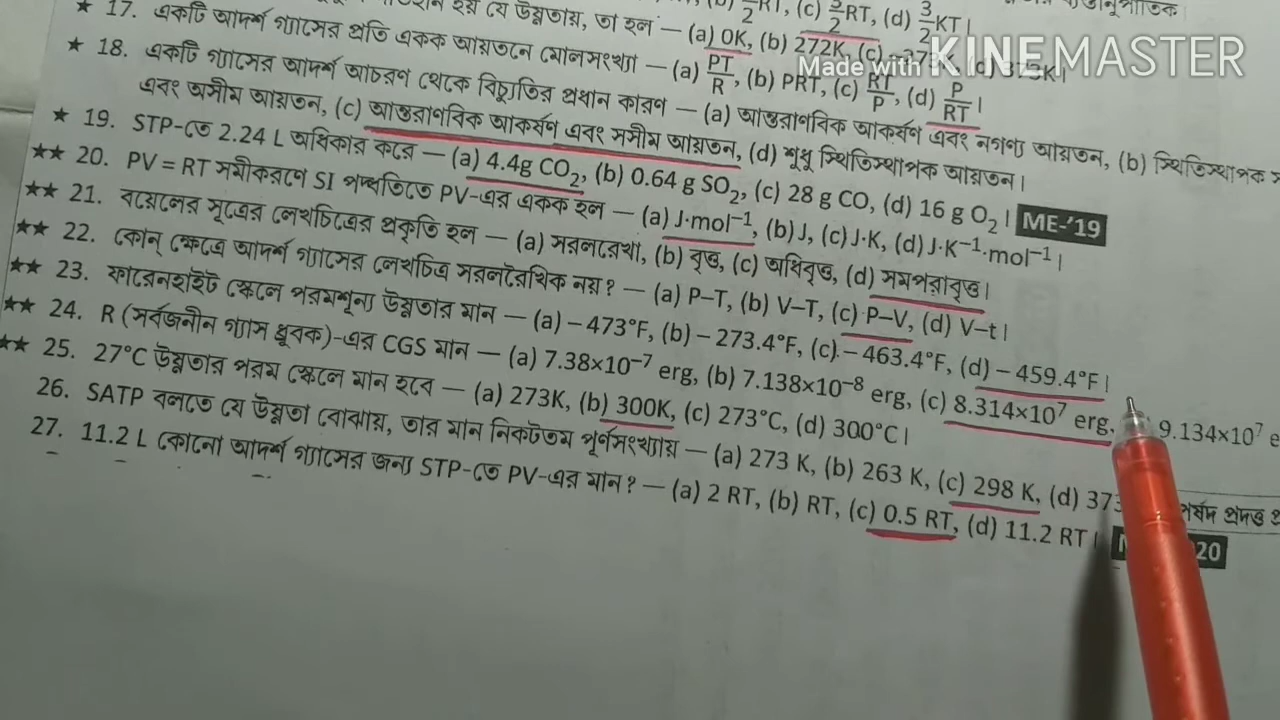 হয় যে উষ্ণতায়, তা হল — (a) 0K, (b) 272K, (c)
★ 17. একটি আদর্শ গ্যাসের প্রতি একক আয়তনে মোলসংখ্যা — (a) PT/R, (b) PRT, (c) RT/P, (d) P/RT।
★ 18. একটি গ্যাসের আদর্শ আচরণ থেকে বিচ্যুতির প্রধান কারণ — (a) আন্তরাণবিক আকর্ষণ এবং নগণ্য আয়তন, (b) স্থিতিস্থাপক
এবং অসীম আয়তন, (c) আন্তরাণবিক আকর্ষণ এবং সসীম আয়তন, (d) শুধু স্থিতিস্থাপক আয়তন।
★ 19. STP-তে 2.24 L অধিকার করে — (a) 4.4g CO₂, (b) 0.64 g SO₂, (c) 28 g CO, (d) 16 g O₂। ME-'19
★★ 20. PV = RT সমীকরণে SI পদ্ধতিতে PV-এর একক হল — (a) J·mol⁻¹, (b) J, (c) J·K, (d) J·K⁻¹·mol⁻¹।
★★ 21. বয়েলের সূত্রের লেখচিত্রের প্রকৃতি হল — (a) সরলরেখা, (b) বৃত্ত, (c) অধিবৃত্ত, (d) সমপরাবৃত্ত।
★★ 22. কোন্ ক্ষেত্রে আদর্শ গ্যাসের লেখচিত্র সরলরৈখিক নয়? — (a) P–T, (b) V–T, (c) P–V, (d) V–t।
★★ 23. ফারেনহাইট স্কেলে পরমশূন্য উষ্ণতার মান — (a) – 473°F, (b) – 273.4°F, (c) – 463.4°F, (d) – 459.4°F।
★★ 24. R (সর্বজনীন গ্যাস ধ্রুবক)-এর CGS মান — (a) 7.38×10⁻⁷ erg, (b) 7.138×10⁻⁸ erg, (c) 8.314×10⁷ erg, 9.134×10⁷
★★ 25. 27°C উষ্ণতার পরম স্কেলে মান হবে — (a) 273K, (b) 300K, (c) 273°C, (d) 300°C।
26. SATP বলতে যে উষ্ণতা বোঝায়, তার মান নিকটতম পূর্ণসংখ্যায় — (a) 273 K, (b) 263 K, (c) 298 K, (d) প্রদত্ত
27. 11.2 L কোনো আদর্শ গ্যাসের জন্য STP-তে PV-এর মান? — (a) 2 RT, (b) RT, (c) 0.5 RT, (d) 11.2 RT।
Made with KINEMASTER